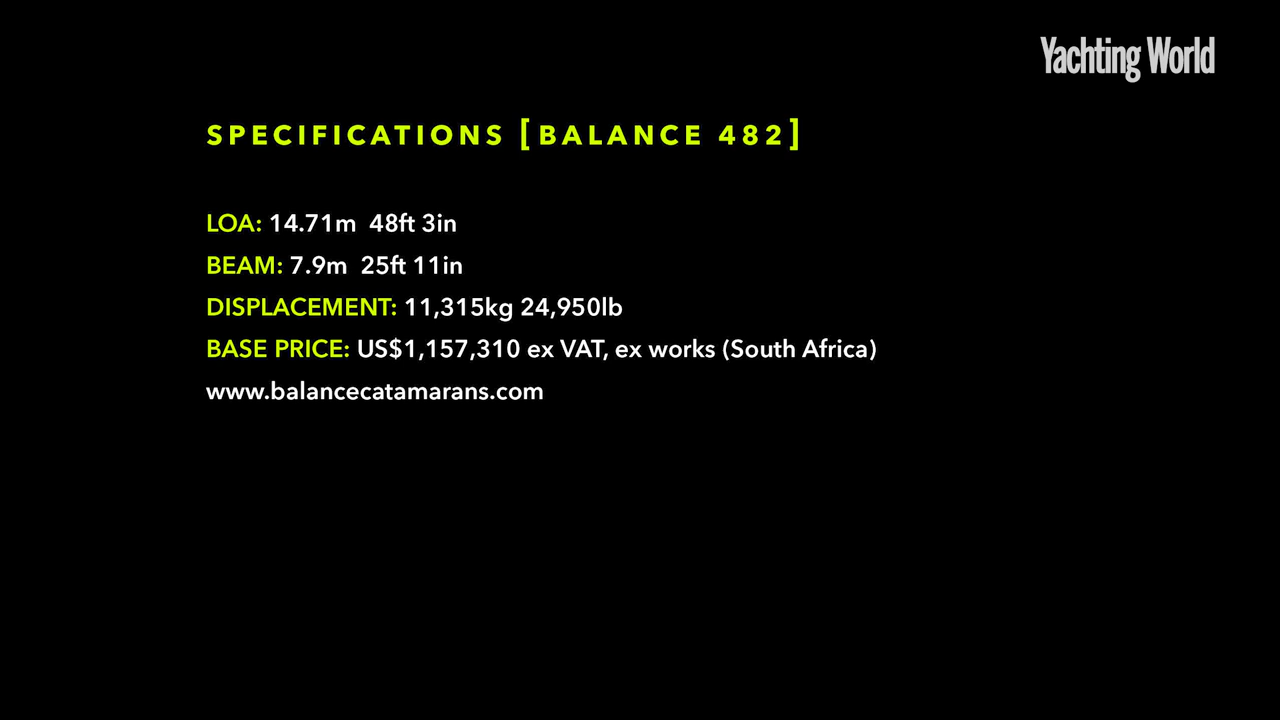 Yachting World
SPECIFICATIONS [BALANCE 482]
LOA: 14.71m 48ft 3in
BEAM: 7.9m 25ft 11in
DISPLACEMENT: 11,315kg 24,950lb
BASE PRICE: US$1,157,310 ex VAT, ex works (South Africa)
www.balancecatamarans.com